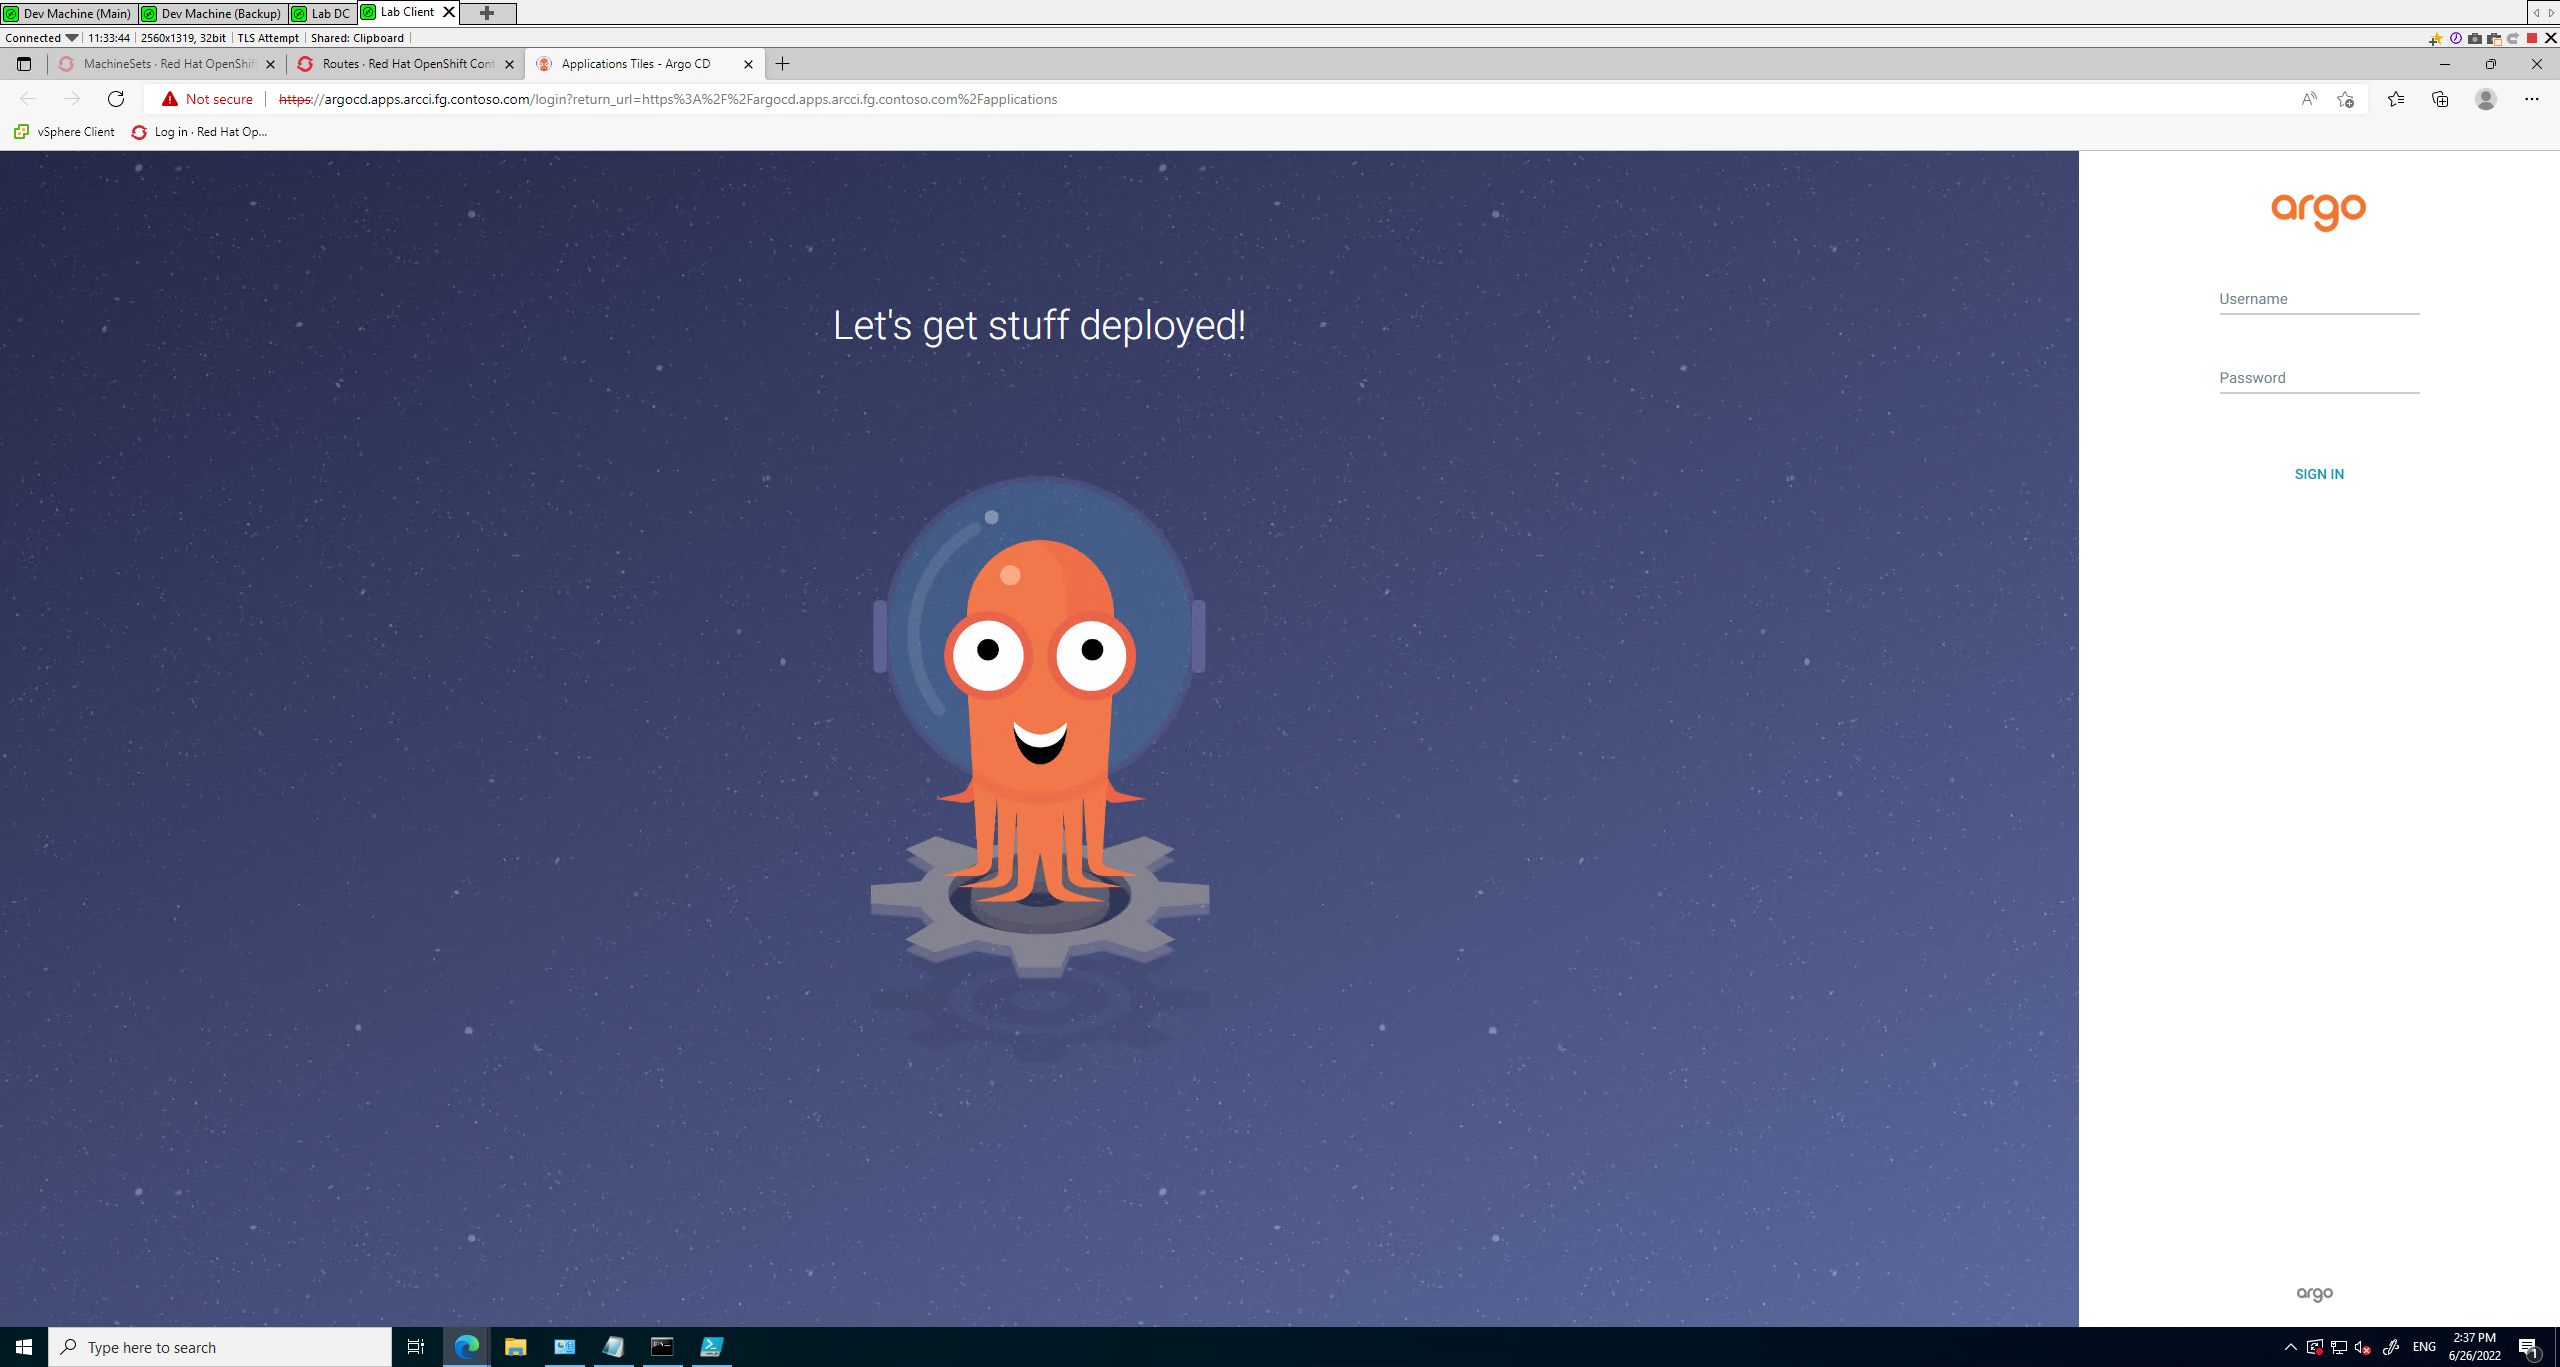 Dev Machine (Main) Dev Machine (Backup) Lab DC Lab Client
Connected 11:33:44 2560x1319, 32bit TLS Attempt Shared: Clipboard
MachineSets · Red Hat OpenShift Routes · Red Hat OpenShift Cont Applications Tiles - Argo CD
Not secure https://argocd.apps.arcci.fg.contoso.com/login?return_url=https%3A%2F%2Fargocd.apps.arcci.fg.contoso.com%2Fapplications
vSphere Client Log in · Red Hat Op...
argo
Let's get stuff deployed!
Username
Password
SIGN IN
argo
Type here to search
ENG
2:37 PM
6/26/2022
1